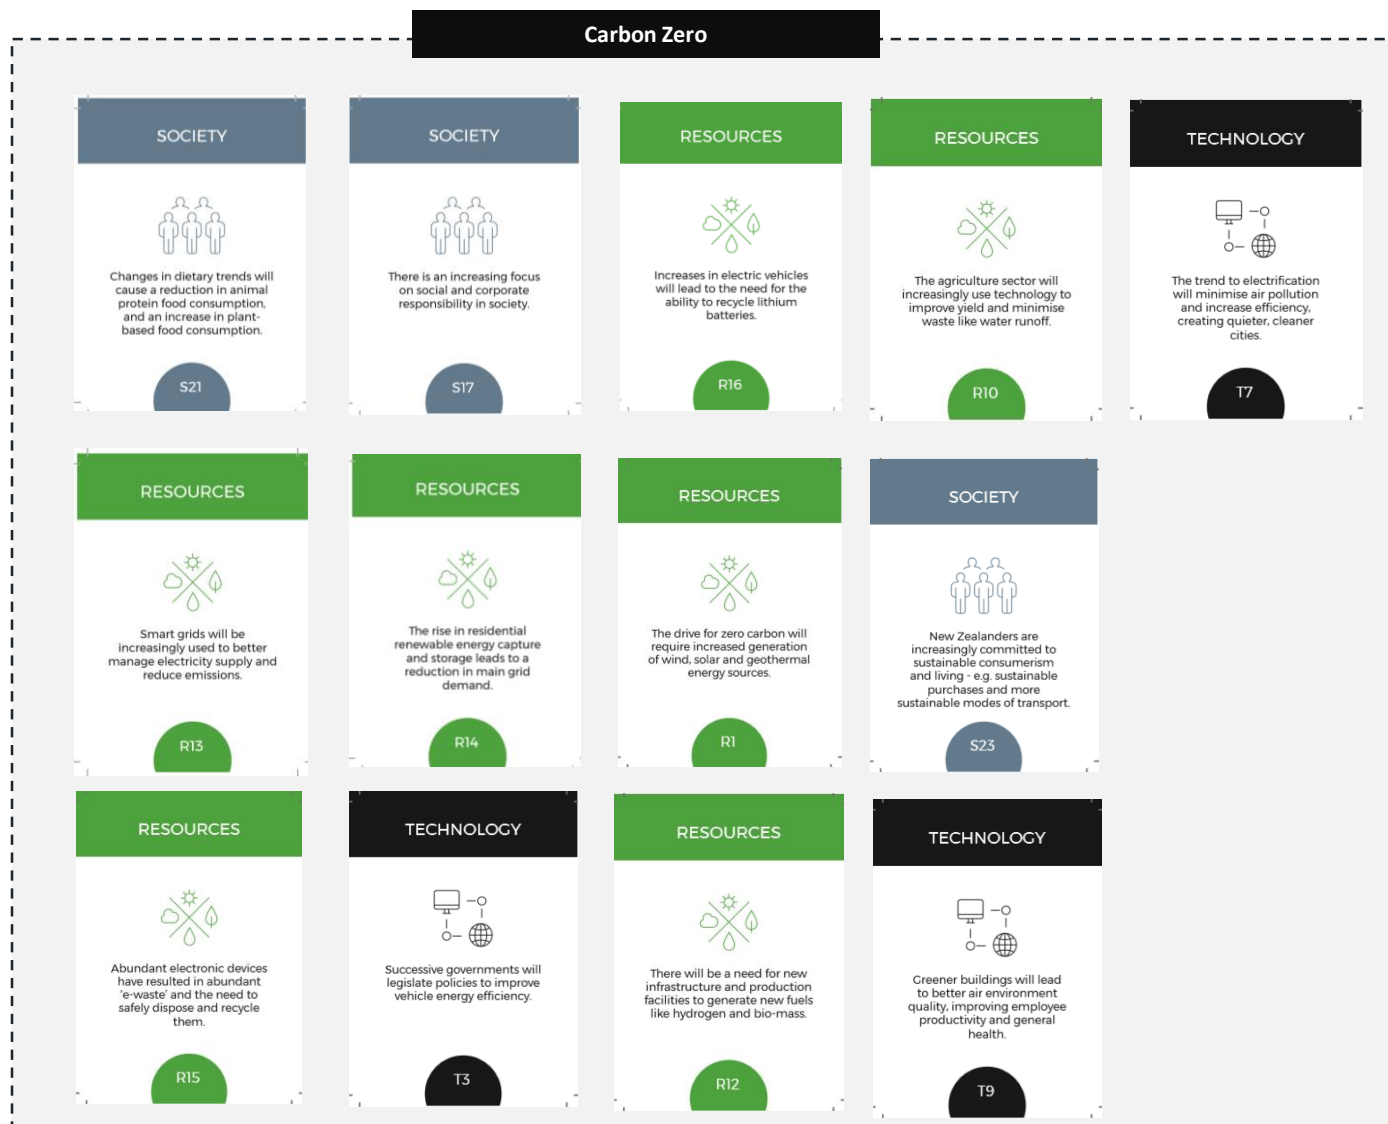 Carbon Zero
SOCIETY
Changes in dietary trends will
cause a reduction in animal
protein food consumption,
and an increase in plant-
based food consumption.
S21
SOCIETY
There is an increasing focus
on social and corporate
responsibility in society.
S17
RESOURCES
Increases in electric vehicles
will lead to the need for the
ability to recycle lithium
batteries.
R16
RESOURCES
The agriculture sector will
increasingly use technology to
improve yield and minimise
waste like water runoff.
R10
TECHNOLOGY
The trend to electrification
will minimise air pollution
and increase efficiency,
creating quieter, cleaner
cities.
T7
RESOURCES
Smart grids will be
increasingly used to better
manage electricity supply and
reduce emissions.
R13
RESOURCES
The rise in residential
renewable energy capture
and storage leads to a
reduction in main grid
demand.
R14
RESOURCES
The drive for zero carbon will
require increased generation
of wind, solar and geothermal
energy sources.
R1
SOCIETY
New Zealanders are
increasingly committed to
sustainable consumerism
and living - e.g. sustainable
purchases and more
sustainable modes of transport.
S23
RESOURCES
Abundant electronic devices
have resulted in abundant
'e-waste' and the need to
safely dispose and recycle
them.
R15
TECHNOLOGY
Successive governments will
legislate policies to improve
vehicle energy efficiency.
T3
RESOURCES
There will be a need for new
infrastructure and production
facilities to generate new fuels
like hydrogen and bio-mass.
R12
TECHNOLOGY
Greener buildings will lead
to better air environment
quality, improving employee
productivity and general
health.
T9